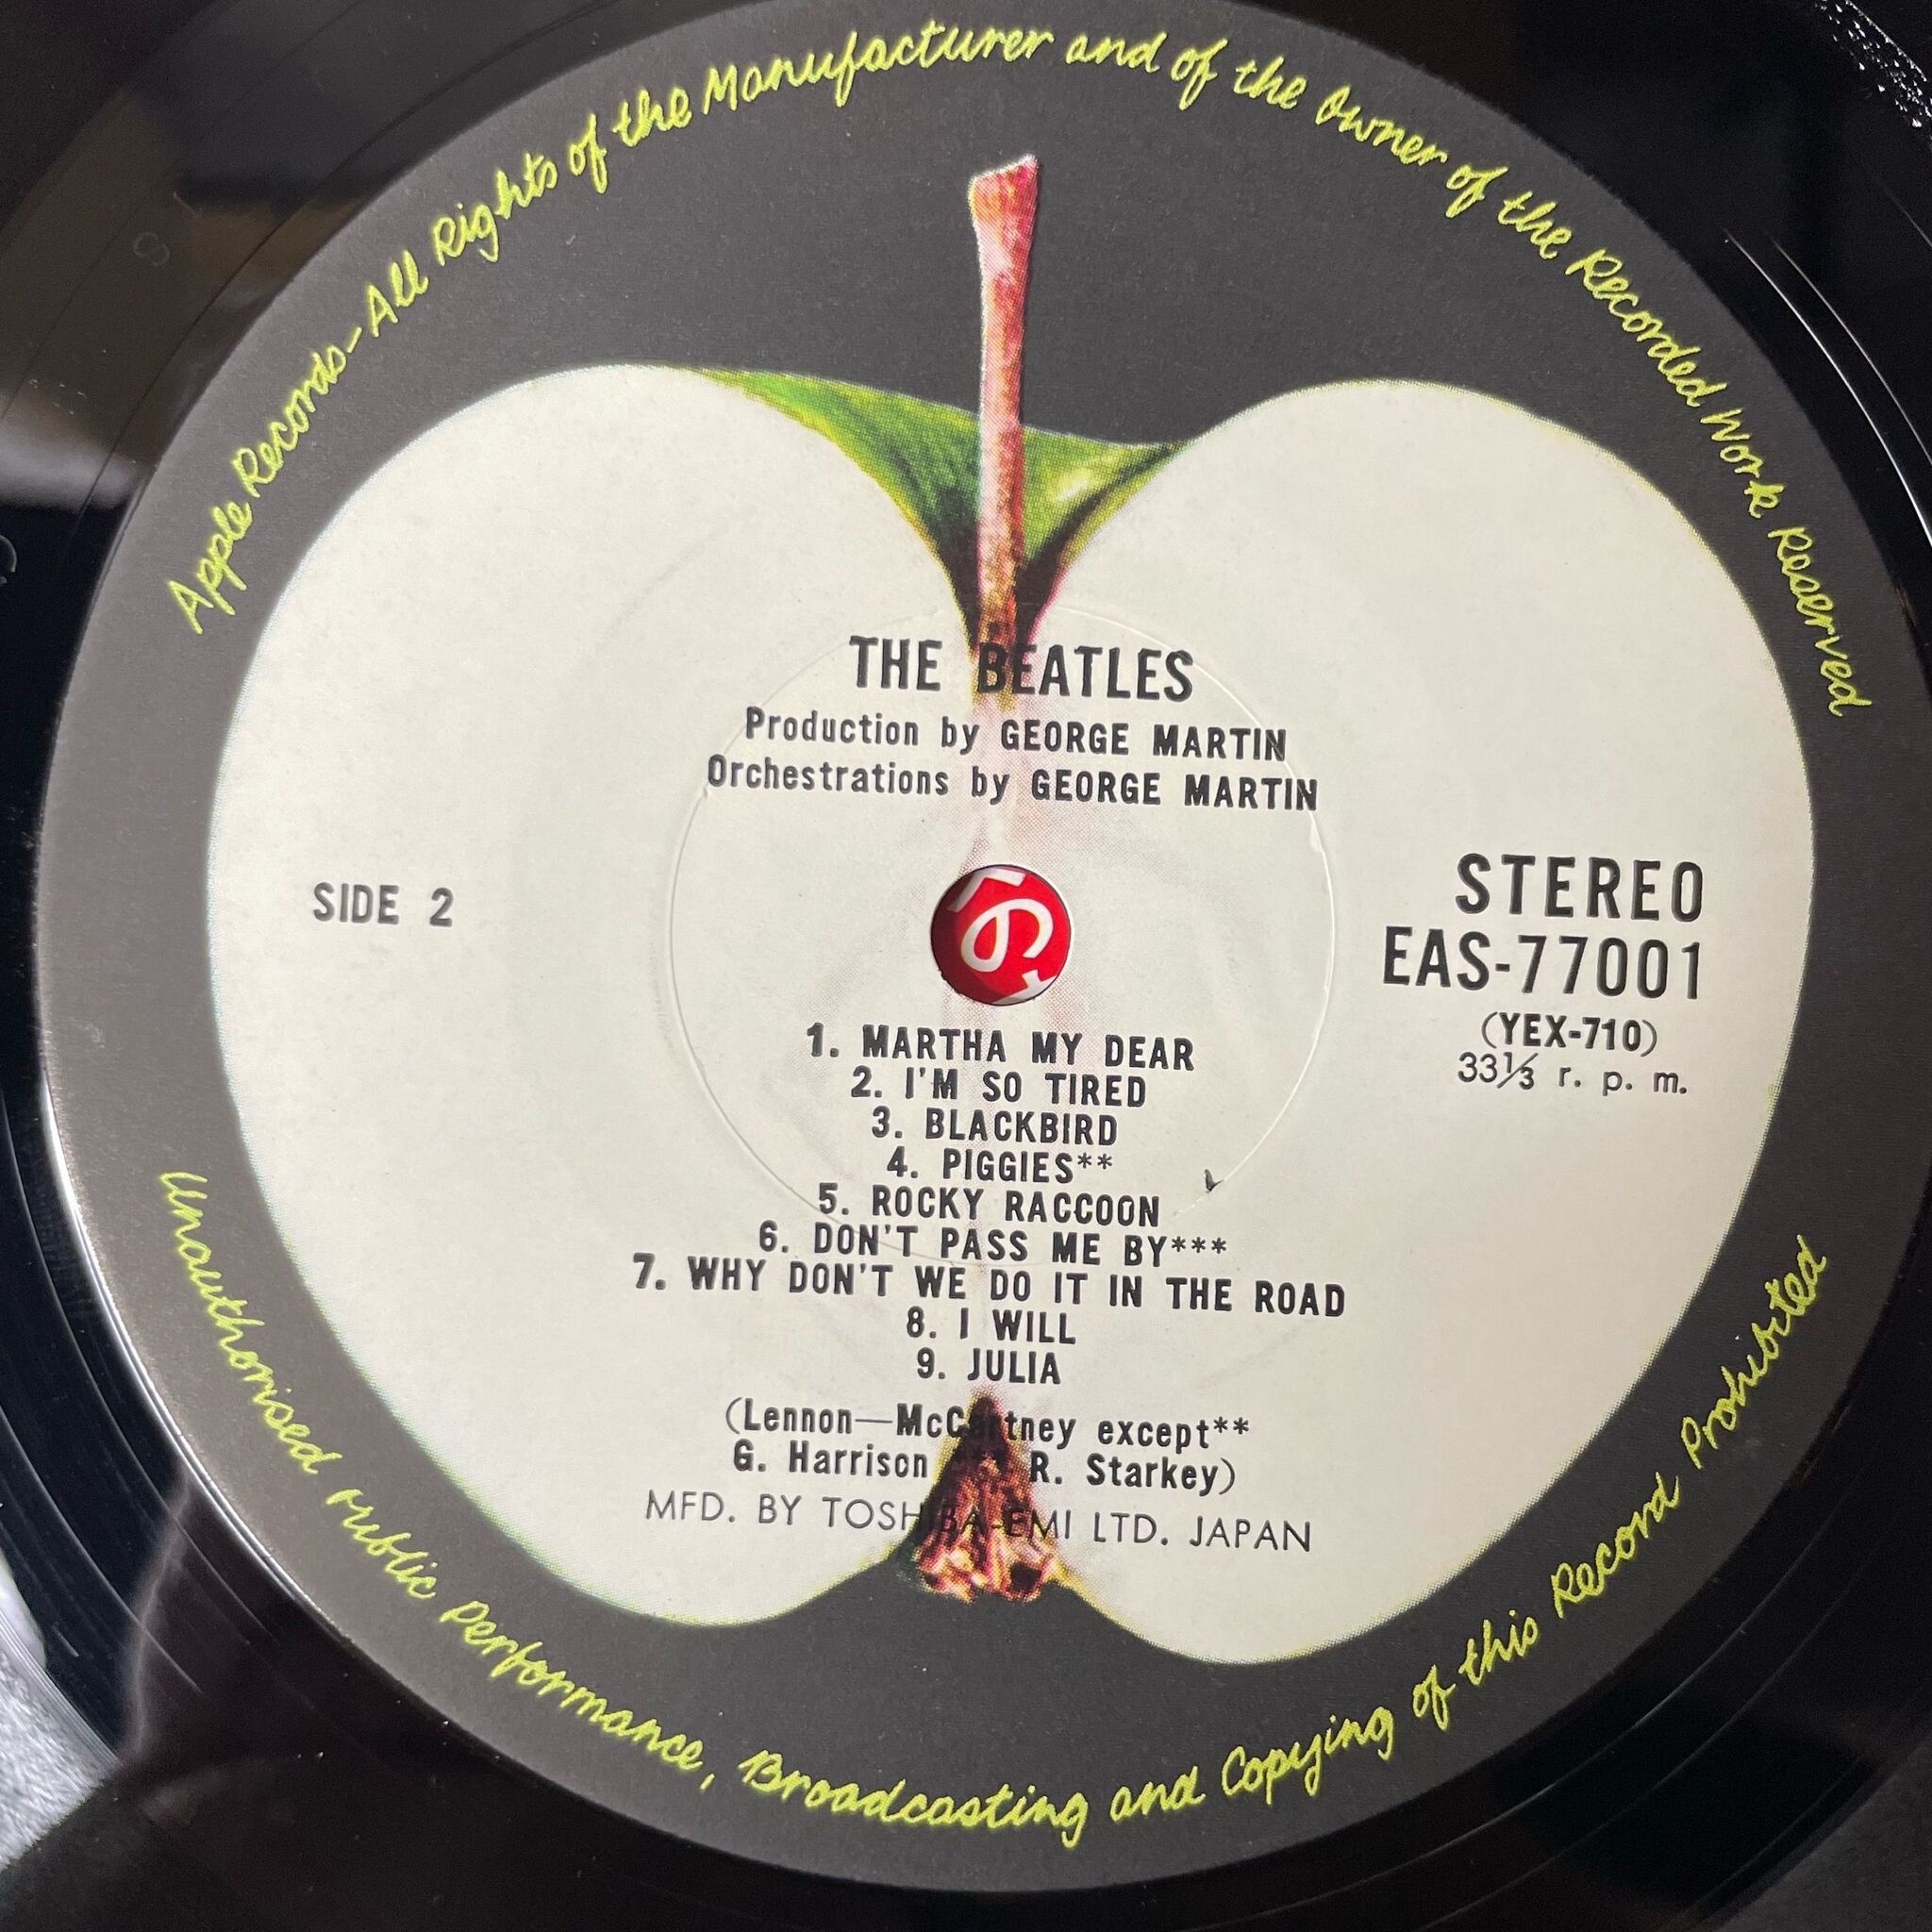 Apple Records-All Rights of the Manufacturer and of the Owner of the Recorded Work Reserved
THE BEATLES
Production by GEORGE MARTIN
Orchestrations by GEORGE MARTIN
SIDE 2
の
STEREO
EAS-77001
(YEX-710)
33⅓ r. p. m.
1. MARTHA MY DEAR
2. I'M SO TIRED
3. BLACKBIRD
4. PIGGIES**
5. ROCKY RACCOON
6. DON'T PASS ME BY***
7. WHY DON'T WE DO IT IN THE ROAD
8. I WILL
9. JULIA
(Lennon—McCartney except**
G. Harrison *** R. Starkey)
MFD. BY TOSHIBA-EMI LTD. JAPAN
Unauthorised Public Performance, Broadcasting and Copying of this Record Prohibited